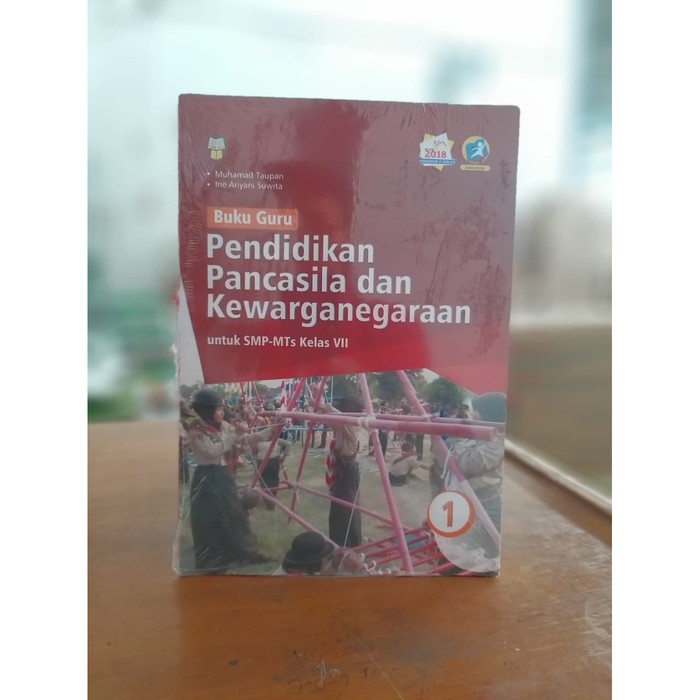 • Muhamad Taupan
• Ine Ariyani Suwita
2018
Buku Guru
Pendidikan
Pancasila dan
Kewarganegaraan
untuk SMP-MTs Kelas VII
1